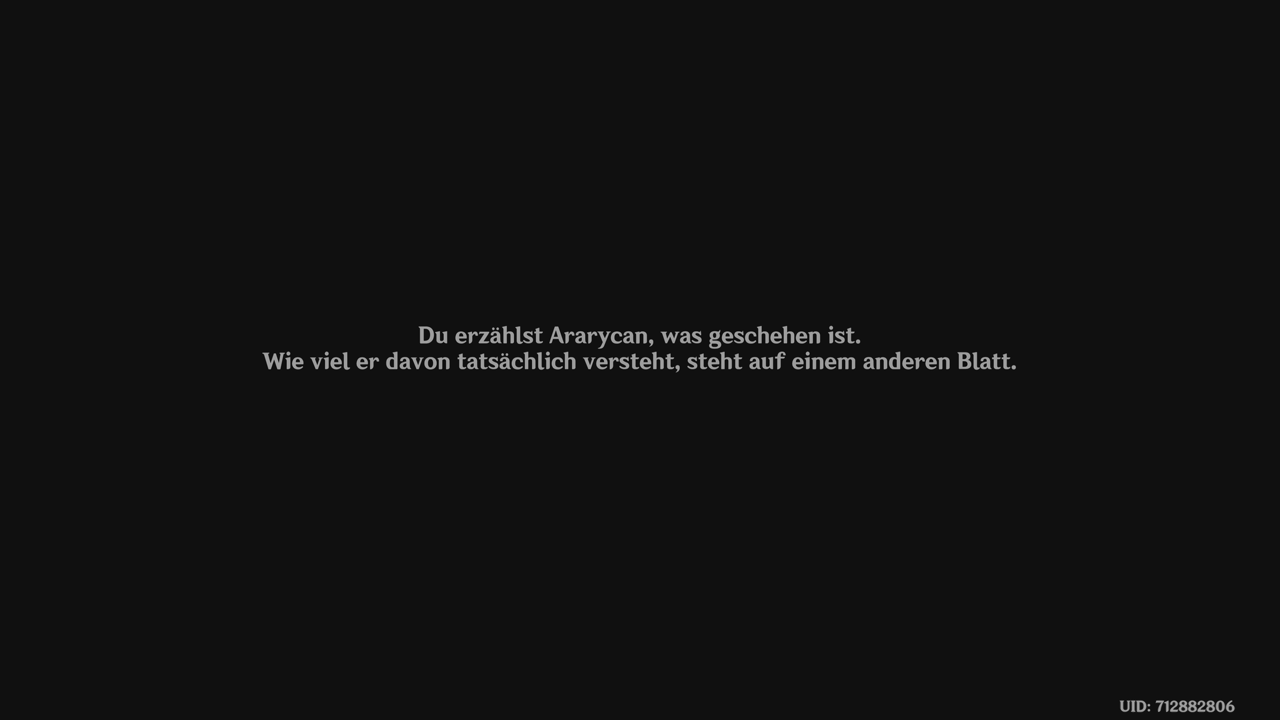 Du erzählst Ararycan, was geschehen ist.
Wie viel er davon tatsächlich versteht, steht auf einem anderen Blatt.
UID: 712882806